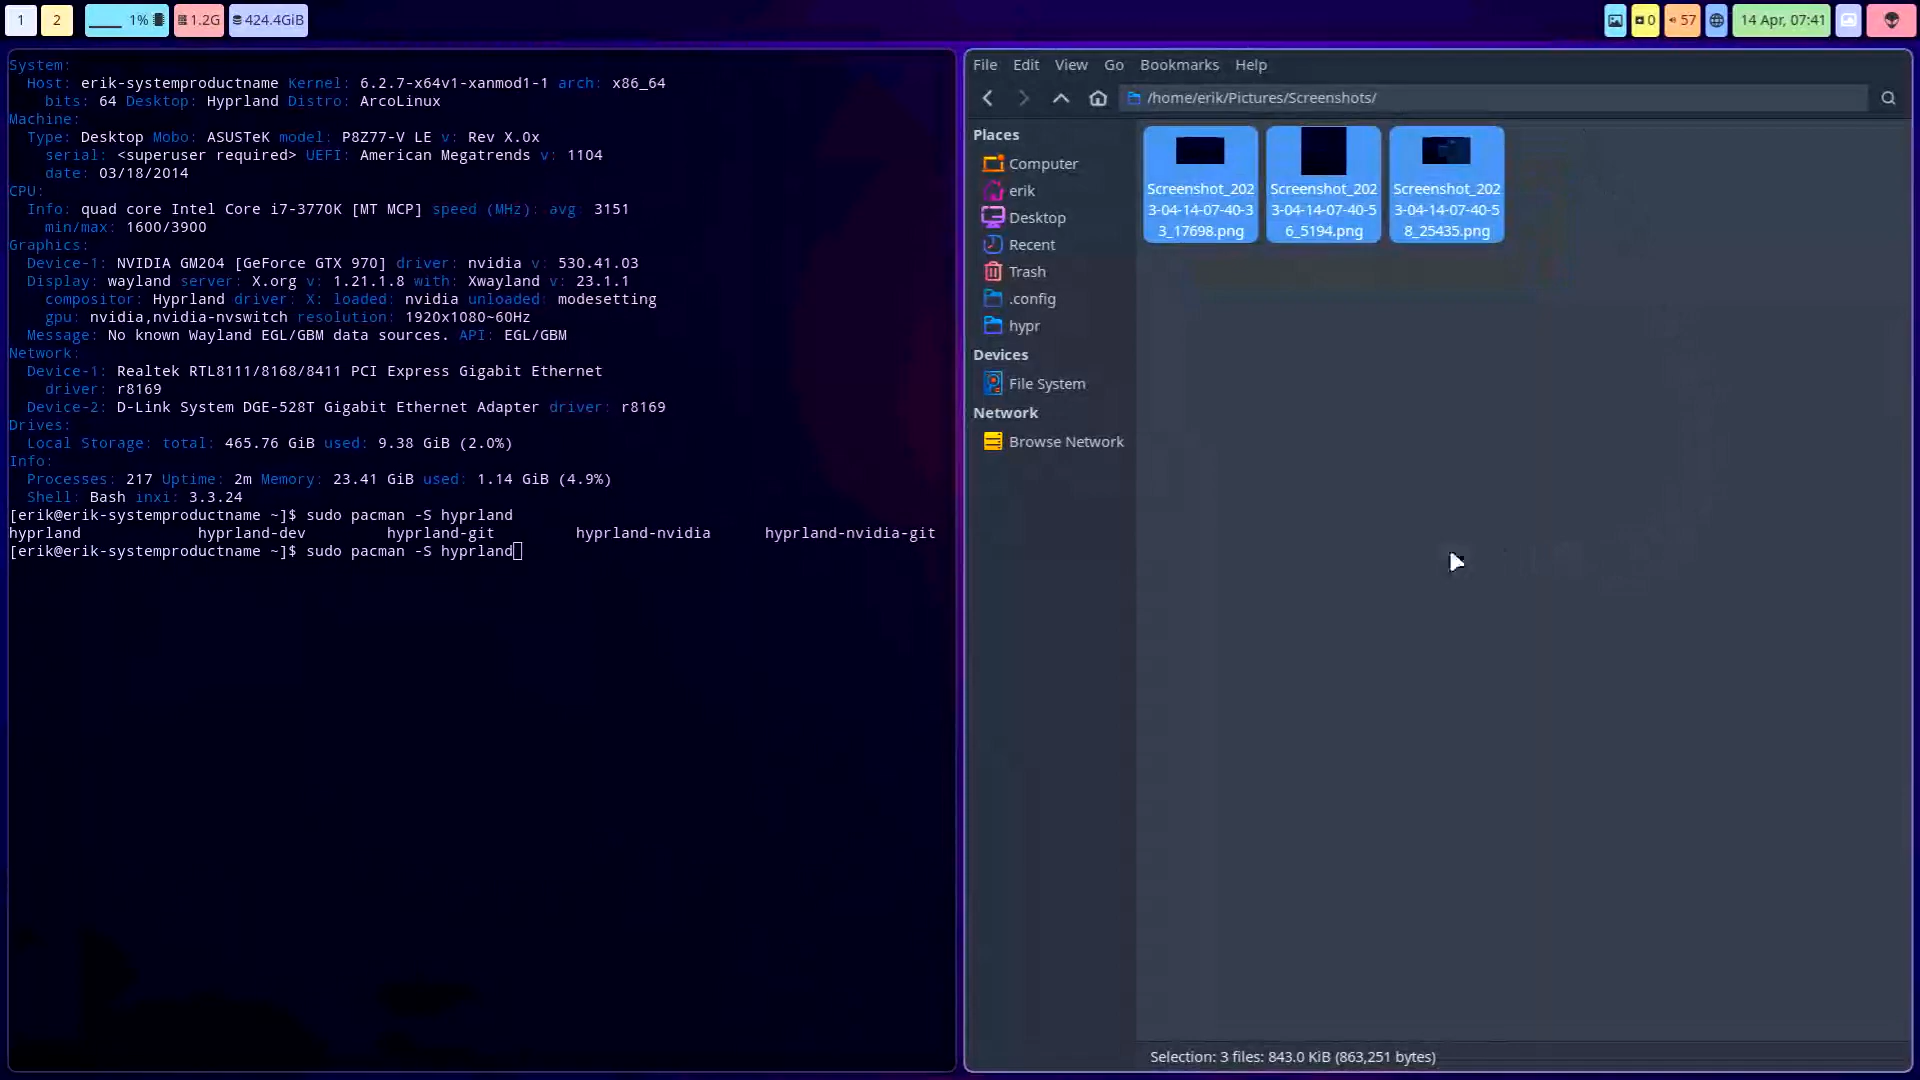 1 2 1% 1.2G 424.4GiB 0 57 14 Apr, 07:41
System:
Host: erik-systemproductname Kernel: 6.2.7-x64v1-xanmod1-1 arch: x86_64
bits: 64 Desktop: Hyprland Distro: ArcoLinux
Machine:
Type: Desktop Mobo: ASUSTeK model: P8Z77-V LE v: Rev X.0x
serial: <superuser required> UEFI: American Megatrends v: 1104
date: 03/18/2014
CPU:
Info: quad core Intel Core i7-3770K [MT MCP] speed (MHz): avg: 3151
min/max: 1600/3900
Graphics:
Device-1: NVIDIA GM204 [GeForce GTX 970] driver: nvidia v: 530.41.03
Display: wayland server: X.org v: 1.21.1.8 with: Xwayland v: 23.1.1
compositor: Hyprland driver: X: loaded: nvidia unloaded: modesetting
gpu: nvidia,nvidia-nvswitch resolution: 1920x1080~60Hz
Message: No known Wayland EGL/GBM data sources. API: EGL/GBM
Network:
Device-1: Realtek RTL8111/8168/8411 PCI Express Gigabit Ethernet
driver: r8169
Device-2: D-Link System DGE-528T Gigabit Ethernet Adapter driver: r8169
Drives:
Local Storage: total: 465.76 GiB used: 9.38 GiB (2.0%)
Info:
Processes: 217 Uptime: 2m Memory: 23.41 GiB used: 1.14 GiB (4.9%)
Shell: Bash inxi: 3.3.24
[erik@erik-systemproductname ~]$ sudo pacman -S hyprland
hyprland hyprland-dev hyprland-git hyprland-nvidia hyprland-nvidia-git
[erik@erik-systemproductname ~]$ sudo pacman -S hyprland
File Edit View Go Bookmarks Help
/home/erik/Pictures/Screenshots/
Places
Computer
erik
Desktop
Recent
Trash
.config
hypr
Devices
File System
Network
Browse Network
Screenshot_202
3-04-14-07-40-3
3_17698.png
Screenshot_202
3-04-14-07-40-5
6_5194.png
Screenshot_202
3-04-14-07-40-5
8_25435.png
Selection: 3 files: 843.0 KiB (863,251 bytes)